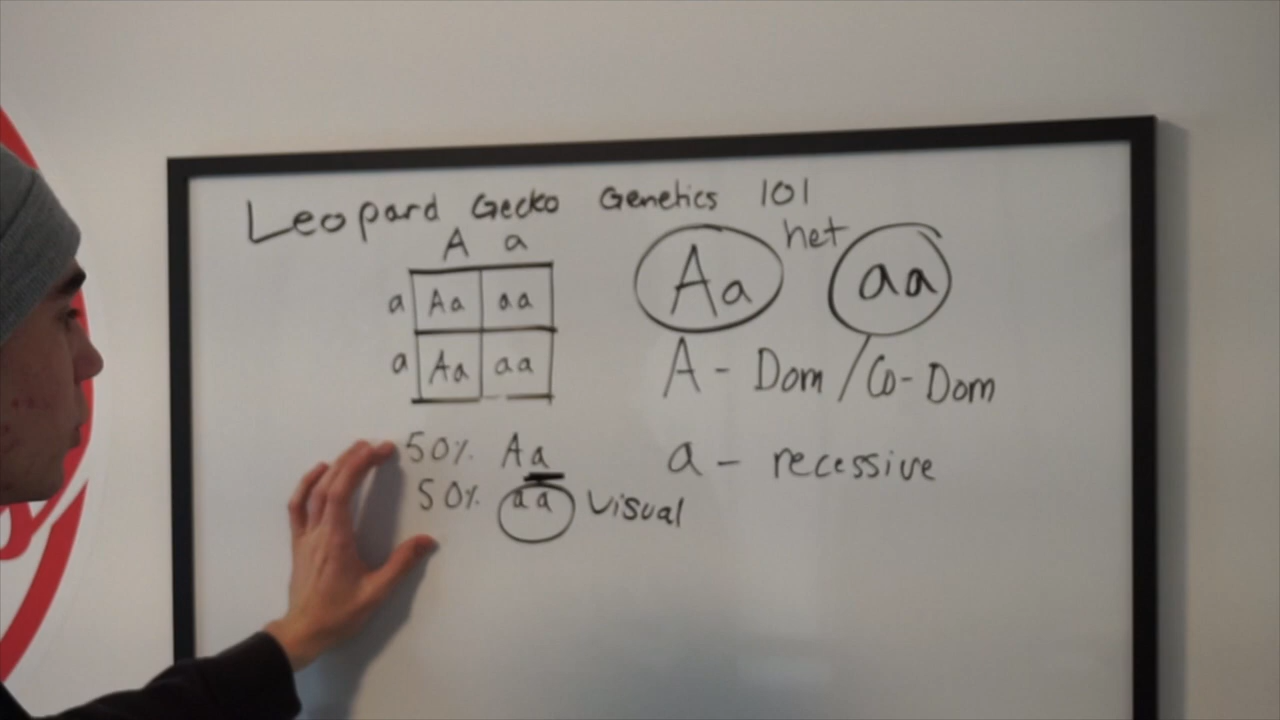 Leopard Gecko Genetics 101
A a
a Aa aa
a Aa aa
50% Aa
50% aa Visual
Aa het aa
A - Dom / Co-Dom
a - recessive